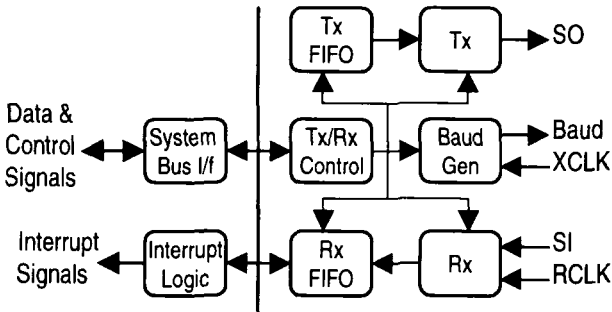 Tx
FIFO
Tx
SO
Data &
Control
Signals
System
Bus I/f
Tx/Rx
Control
Baud
Gen
Baud
XCLK
Interrupt
Signals
Interrupt
Logic
Rx
FIFO
Rx
SI
RCLK